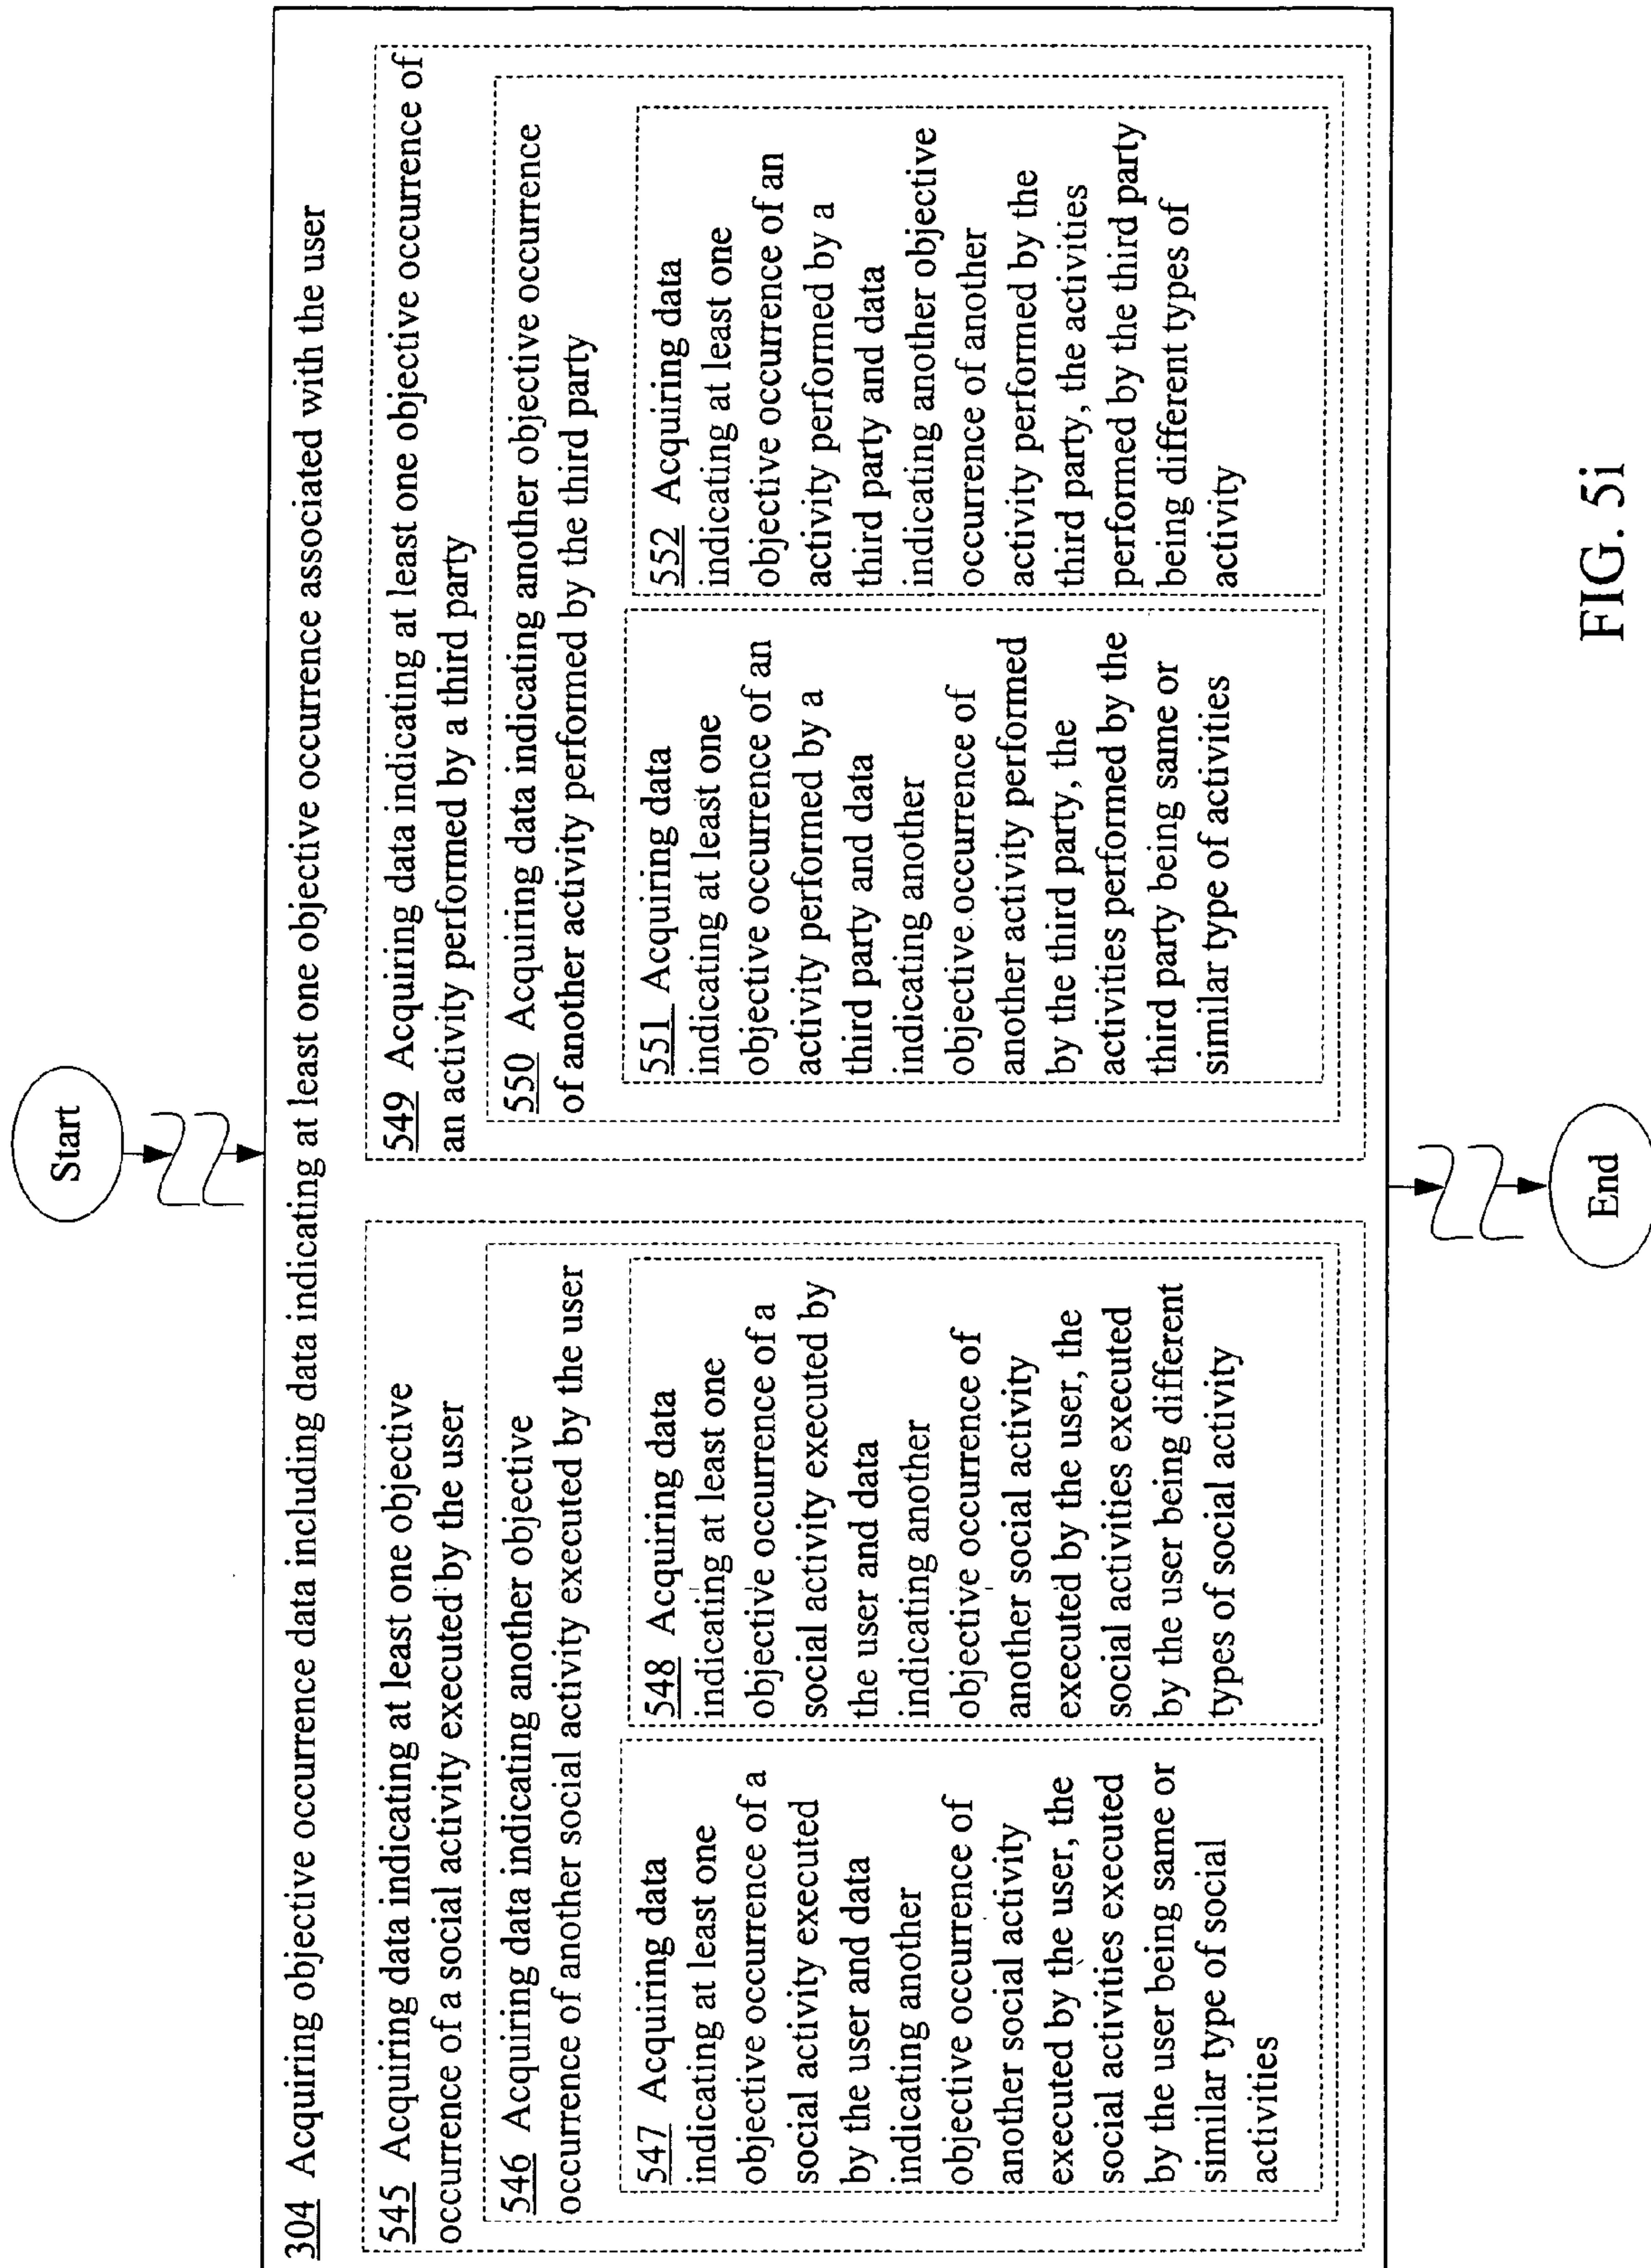 Start
304 Acquiring objective occurrence data including data indicating at least one objective occurrence associated with the user
545 Acquiring data indicating at least one objective
occurrence of a social activity executed by the user
546 Acquiring data indicating another objective
occurrence of another social activity executed by the user
547 Acquiring data
indicating at least one
objective occurrence of a
social activity executed
by the user and data
indicating another
objective occurrence of
another social activity
executed by the user, the
social activities executed
by the user being same or
similar type of social
activities
548 Acquiring data
indicating at least one
objective occurrence of a
social activity executed by
the user and data
indicating another
objective occurrence of
another social activity
executed by the user, the
social activities executed
by the user being different
types of social activity
549 Acquiring data indicating at least one objective occurrence of
an activity performed by a third party
550 Acquiring data indicating another objective occurrence
of another activity performed by the third party
551 Acquiring data
indicating at least one
objective occurrence of an
activity performed by a
third party and data
indicating another
objective occurrence of
another activity performed
by the third party, the
activities performed by the
third party being same or
similar type of activities
552 Acquiring data
indicating at least one
objective occurrence of an
activity performed by a
third party and data
indicating another objective
occurrence of another
activity performed by the
third party, the activities
performed by the third party
being different types of
activity
End
FIG. 5i